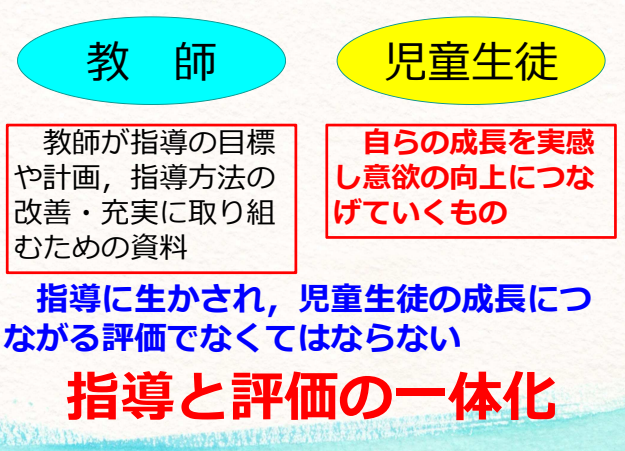 教　師
児童生徒
　教師が指導の目標
や計画，指導方法の
改善・充実に取り組
むための資料
　自らの成長を実感
し意欲の向上につな
げていくもの
　指導に生かされ，児童生徒の成長につ
ながる評価でなくてはならない
指導と評価の一体化